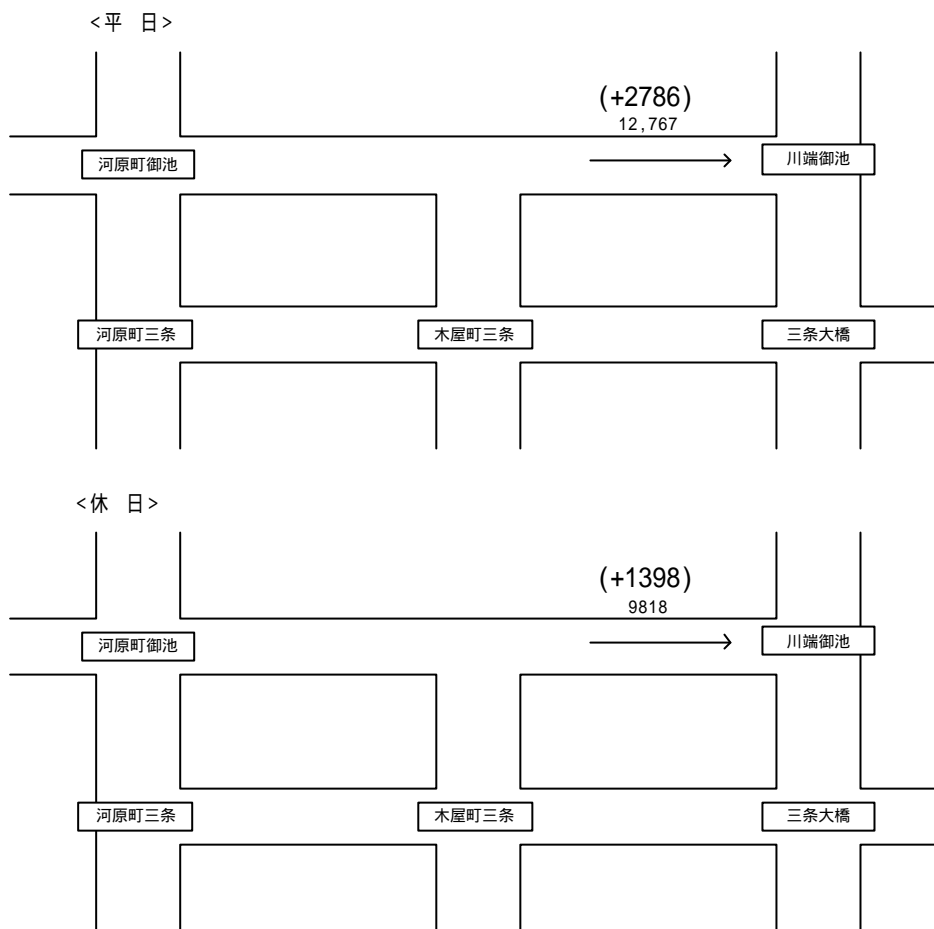 <平 日>
(+2786)
12,767
河原町御池
川端御池
河原町三条
木屋町三条
三条大橋
<休 日>
(+1398)
9818
河原町御池
川端御池
河原町三条
木屋町三条
三条大橋